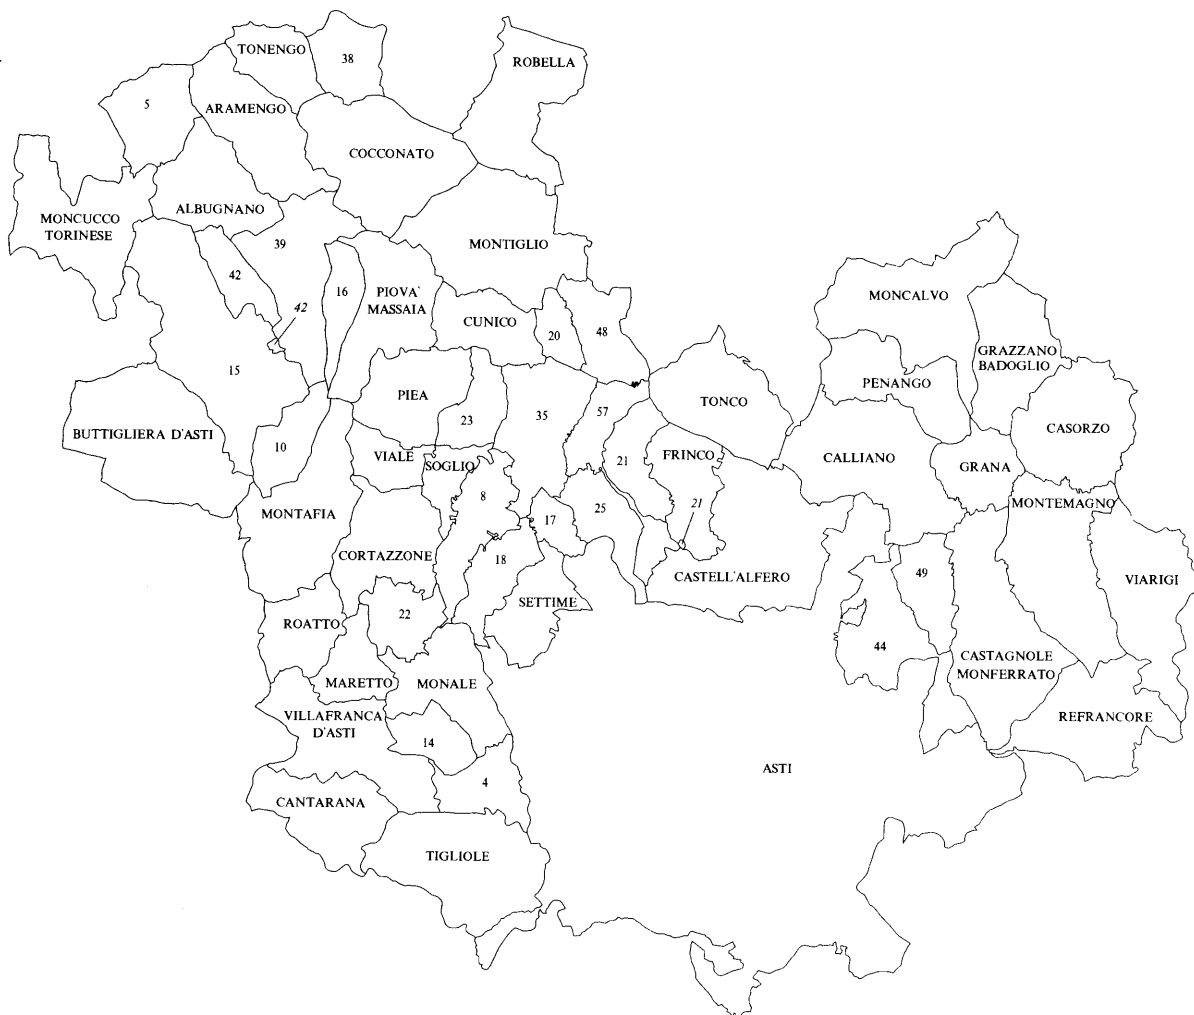 TONENGO
38
ROBELLA
5
ARAMENGO
COCCONATO
ALBUGNANO
MONCUCCO
TORINESE
39
MONTIGLIO
42
16
PIOVA'
MASSAIA
42
CUNICO
20
48
MONCALVO
GRAZZANO
BADOGLIO
15
PIEA
PENANGO
TONCO
23
35
57
BUTTIGLIERA D'ASTI
10
VIALE
SOGLIO
21
FRINCO
CALLIANO
GRANA
CASORZO
MONTAFIA
8
17
25
21
MONTEMAGNO
CORTAZZONE
18
CASTELL'ALFERO
49
VIARIGI
ROATTO
22
SETTIME
44
CASTAGNOLE
MONFERRATO
MARETTO
MONALE
VILLAFRANCA
D'ASTI
14
REFRANCORE
ASTI
4
CANTARANA
TIGLIOLE